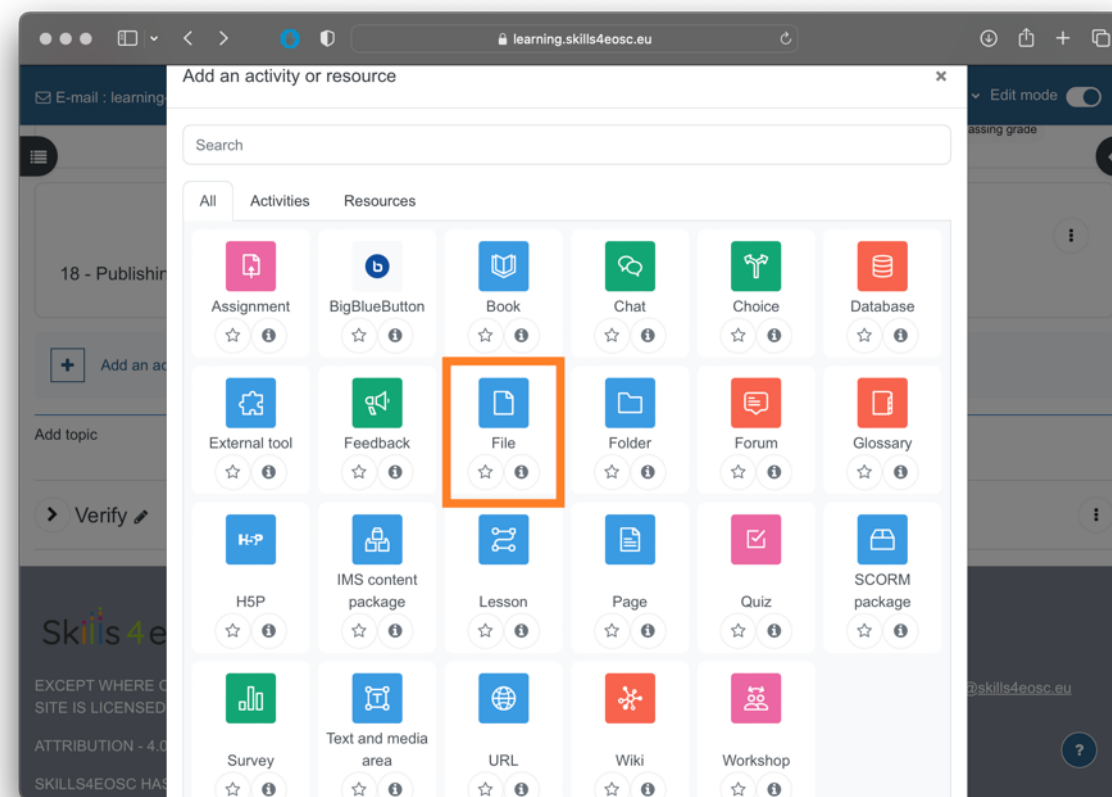 learning.skills4eosc.eu
Add an activity or resource
E-mail : learning-
Edit mode
assing grade
Search
All Activities Resources
18 - Publishin
Assignment BigBlueButton Book Chat Choice Database
Add an ac
External tool Feedback File Folder Forum Glossary
Add topic
Verify
H5P
IMS content SCORM
H5P package Lesson Page Quiz package
Skills4e
EXCEPT WHERE
SITE IS LICENSED
@skills4eosc.eu
Text and media
Survey area URL Wiki Workshop
ATTRIBUTION - 4.0
?
SKILLS4EOSC HAS